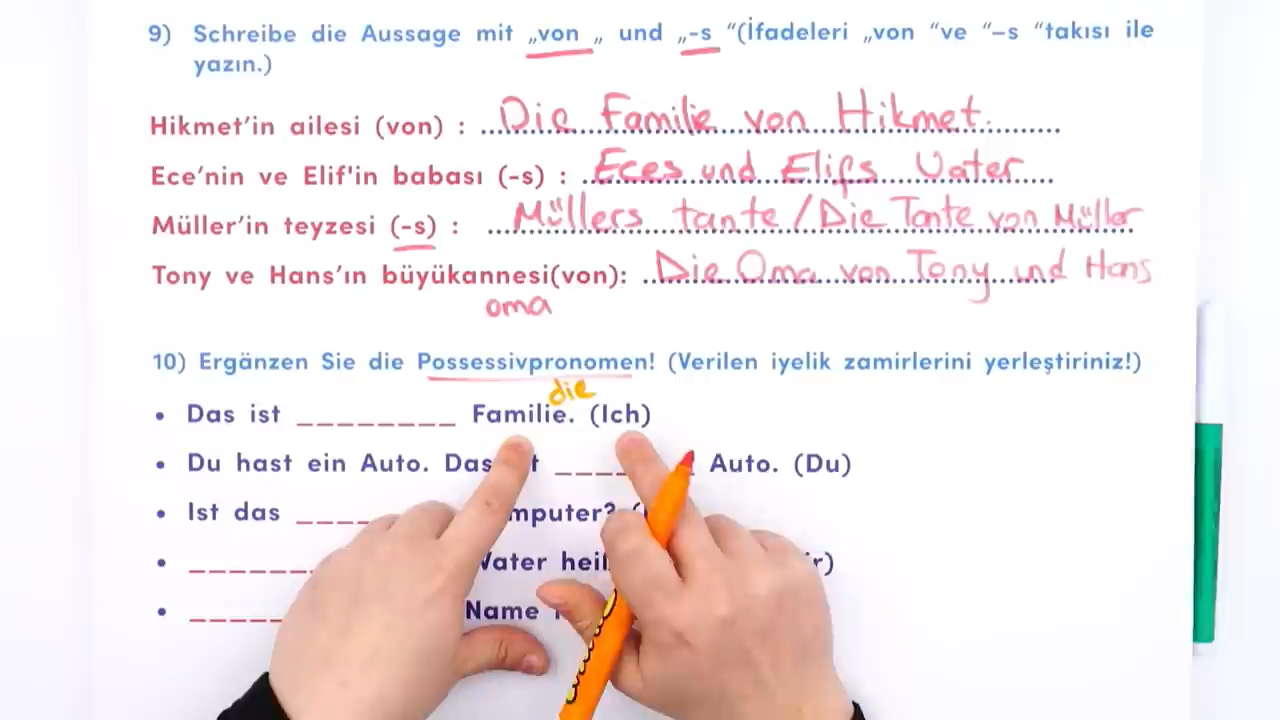 9) Schreibe die Aussage mit „von „ und „-s “(İfadeleri „von “ve “–s “takısı ile
yazın.)
Hikmet’in ailesi (von) : Die Familie von Hikmet.
Ece’nin ve Elif'in babası (-s) : Eces und Elifs Vater
Müller’in teyzesi (-s) : Müllers tante / Die Tante von Müller
Tony ve Hans’ın büyükannesi(von): Die Oma von Tony und Hans
oma
10) Ergänzen Sie die Possessivpronomen! (Verilen iyelik zamirlerini yerleştiriniz!)
die
• Das ist _________ Familie. (Ich)
• Du hast ein Auto. Das ____ Auto. (Du)
• Ist das ____
• ______ Vater
• _____ Name